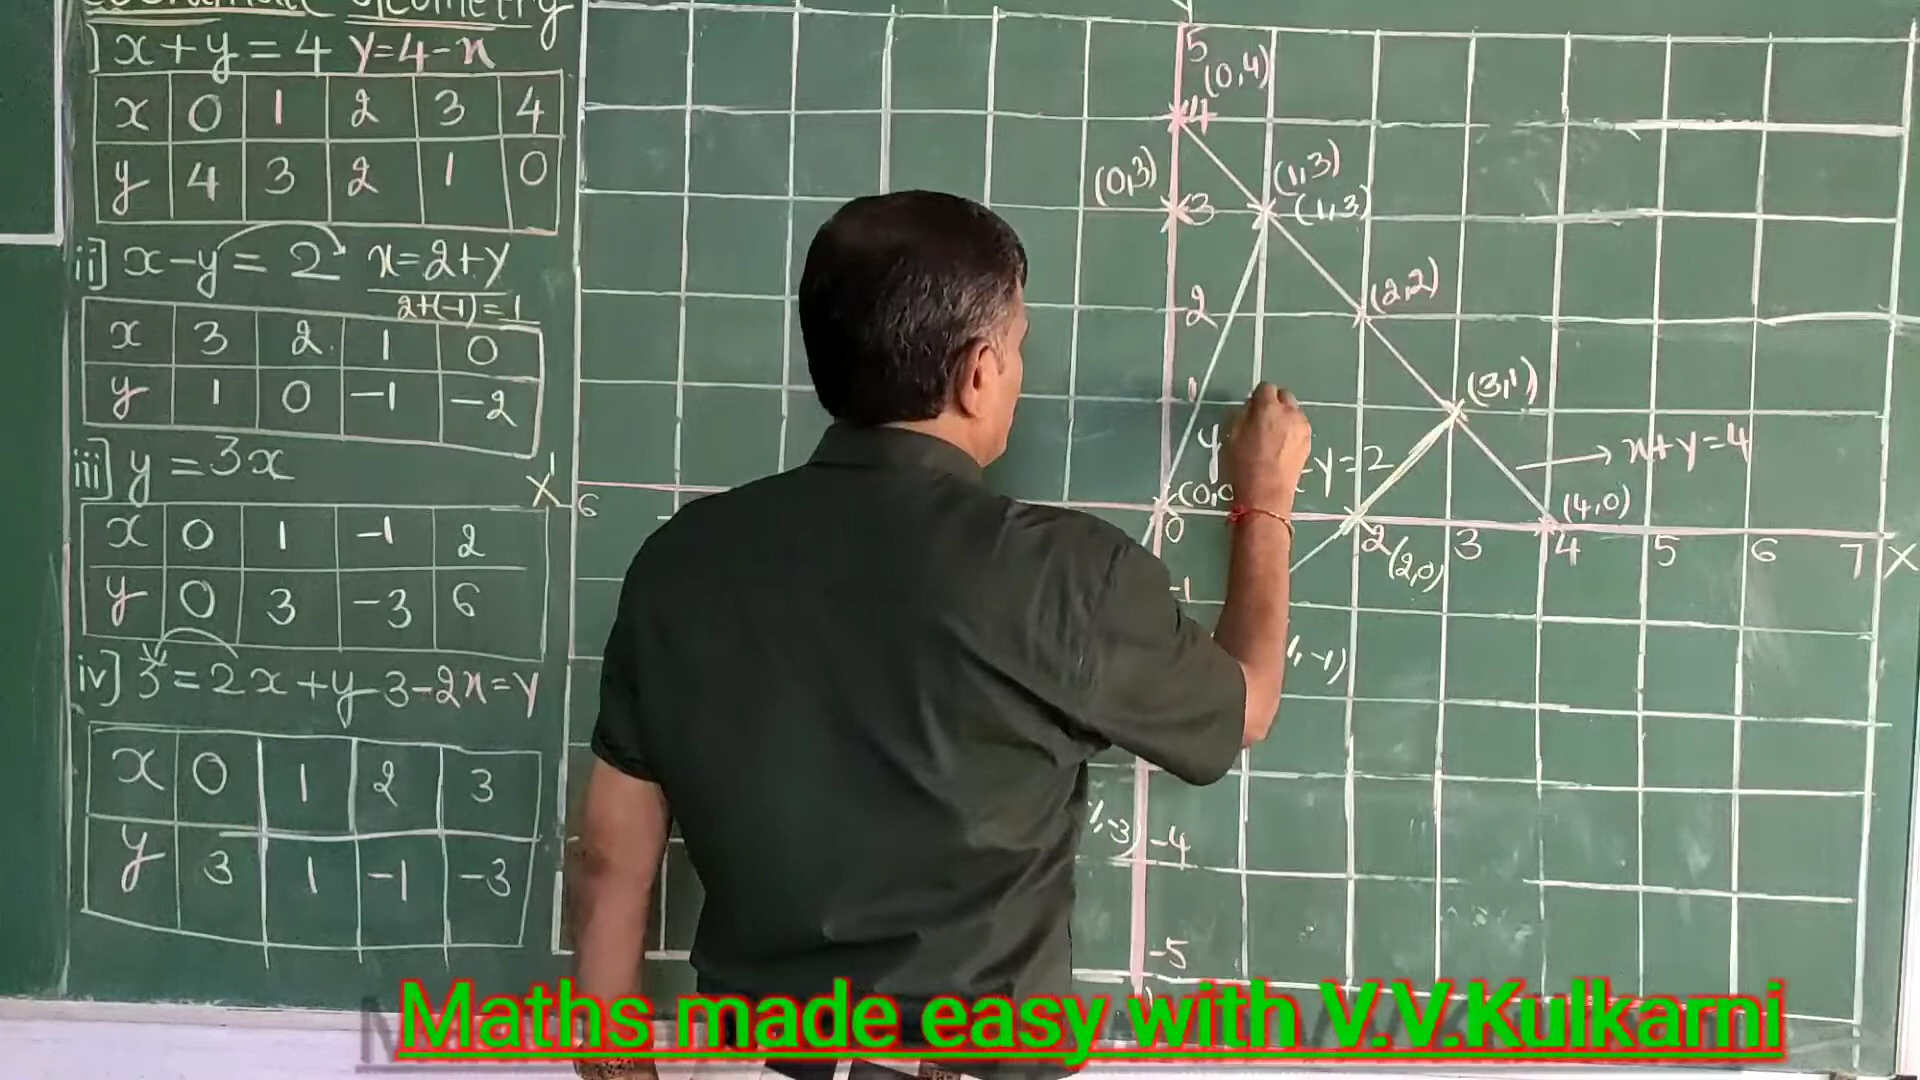 Coordinate Geometry
i] x+y=4 y=4-x
x 0 1 2 3 4
y 4 3 2 1 0
ii] x-y=2 x=2+y
2+(-1)=1
x 3 2 1 0
y 1 0 -1 -2
iii] y=3x
x 0 1 -1 2
y 0 3 -3 6
iv] 3=2x+y 3-2x=y
x 0 1 2 3
y 3 1 -1 -3
5
(0,4)
4
(0,3) 3 (1,3)
(1,3)
2 (2,2)
1 (3,1)
y -y=2 x+y=4
X' 6 (0,0 (4,0)
0 2 3 4 5 6 7 X
(2,0)
-1
,-1)
,-3) -4
-5
Maths made easy with V.V.Kulkarni